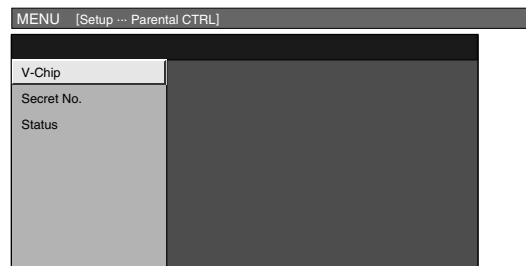 MENU [Setup ··· Parental CTRL]
V-Chip
Secret No.
Status